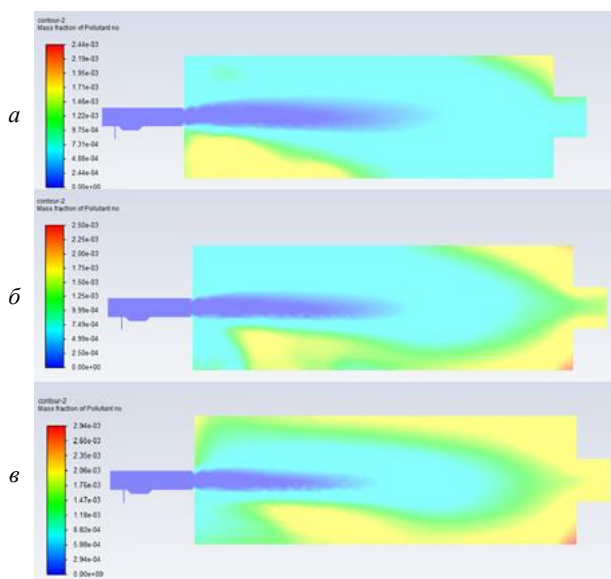 contour-2
Mass fraction of Pollutant no
2.44e-03
2.19e-03
1.95e-03
1.71e-03
1.46e-03
1.22e-03
9.75e-04
7.31e-04
4.88e-04
2.44e-04
0.00e+00
а
contour-2
Mass fraction of Pollutant no
2.50e-03
2.25e-03
2.00e-03
1.75e-03
1.50e-03
1.25e-03
9.99e-04
7.49e-04
4.99e-04
2.50e-04
0.00e+00
б
contour-2
Mass fraction of Pollutant no
2.94e-03
2.65e-03
2.35e-03
2.06e-03
1.76e-03
1.47e-03
1.18e-03
8.82e-04
5.88e-04
2.94e-04
0.00e+00
в